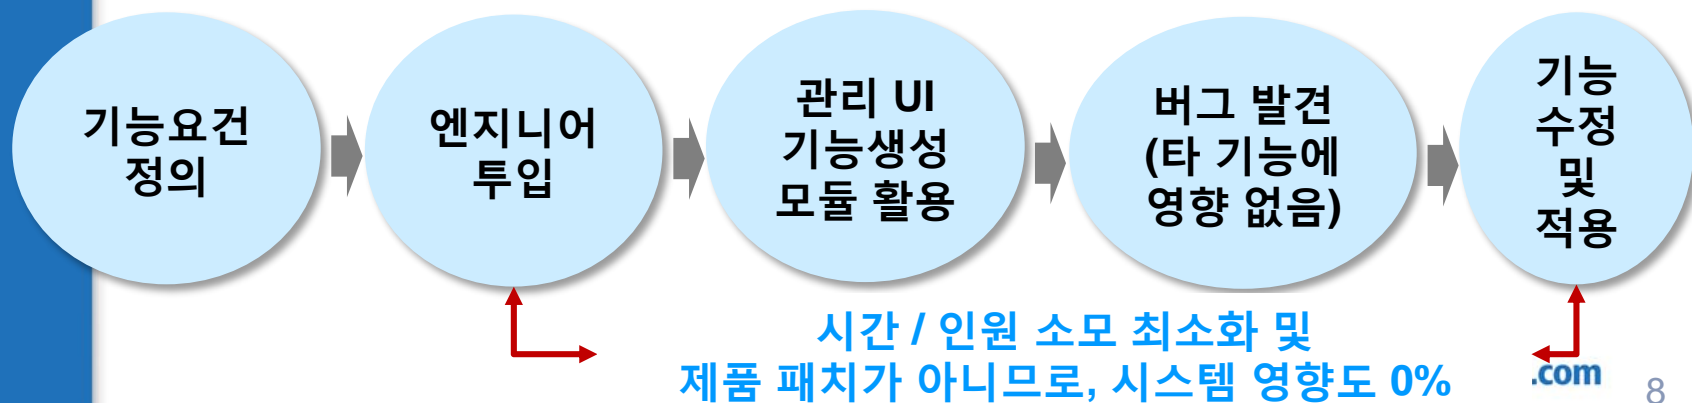 기능요건
정의
엔지니어
투입
관리 UI
기능생성
모듈 활용
버그 발견
(타 기능에
영향 없음)
기능
수정
및
적용
시간 / 인원 소모 최소화 및
제품 패치가 아니므로, 시스템 영향도 0%
.com
8